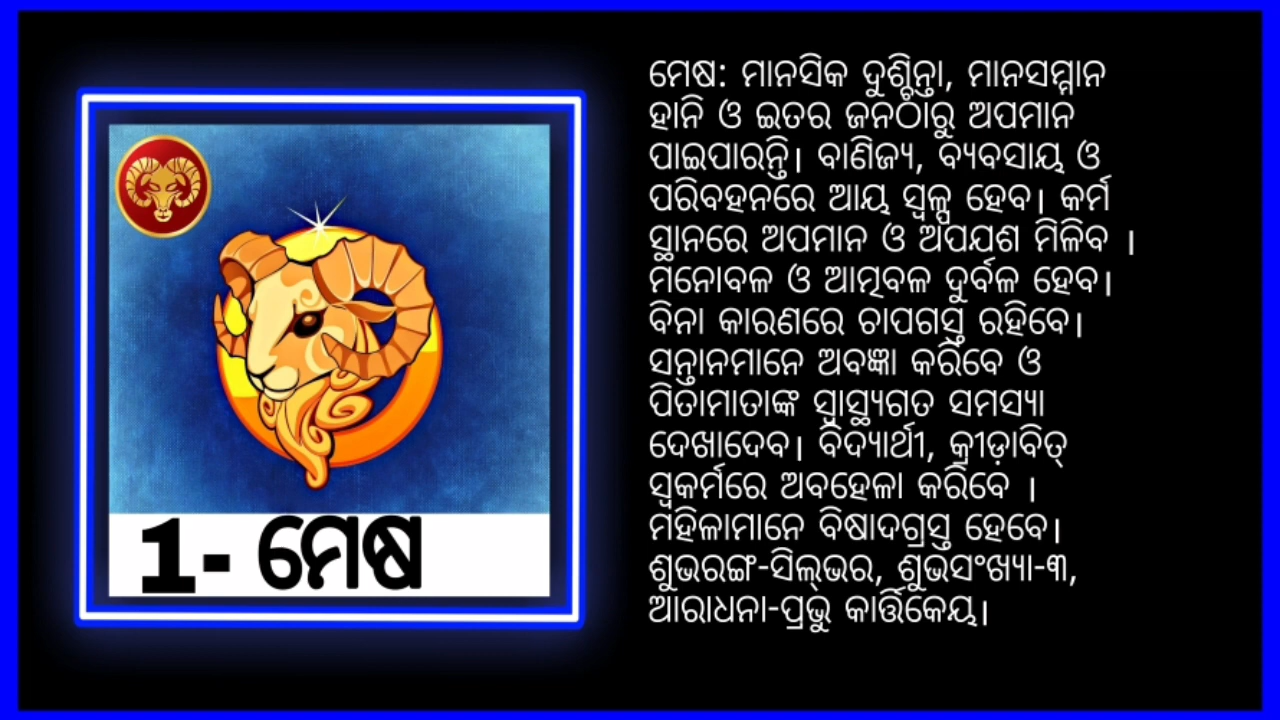 1- ମେଷ
ମେଷ: ମାନସିକ ଦୁଶ୍ଚିନ୍ତା, ମାନସମ୍ମାନ
ହାନି ଓ ଇତର ଜନଠାରୁ ଅପମାନ
ପାଇପାରନ୍ତି। ବାଣିଜ୍ୟ, ବ୍ୟବସାୟ ଓ
ପରିବହନରେ ଆୟ ସ୍ୱଳ୍ପ ହେବ। କର୍ମ
ସ୍ଥାନରେ ଅପମାନ ଓ ଅପଯଶ ମିଳିବ ।
ମନୋବଳ ଓ ଆତ୍ମବଳ ଦୁର୍ବଳ ହେବ।
ବିନା କାରଣରେ ଚାପଗସ୍ତ ରହିବେ।
ସନ୍ତାନମାନେ ଅବଜ୍ଞା କରିବେ ଓ
ପିତାମାତାଙ୍କ ସ୍ୱାସ୍ଥ୍ୟଗତ ସମସ୍ୟା
ଦେଖାଦେବ। ବିଦ୍ୟାର୍ଥୀ, କ୍ରୀଡ଼ାବିତ୍
ସ୍ୱକର୍ମରେ ଅବହେଳା କରିବେ ।
ମହିଳାମାନେ ବିଷାଦଗ୍ରସ୍ତ ହେବେ।
ଶୁଭରଙ୍ଗ-ସିଲ୍‌ଭର, ଶୁଭସଂଖ୍ୟା-୩,
ଆରାଧନା-ପ୍ରଭୁ କାର୍ତ୍ତିକେୟ।